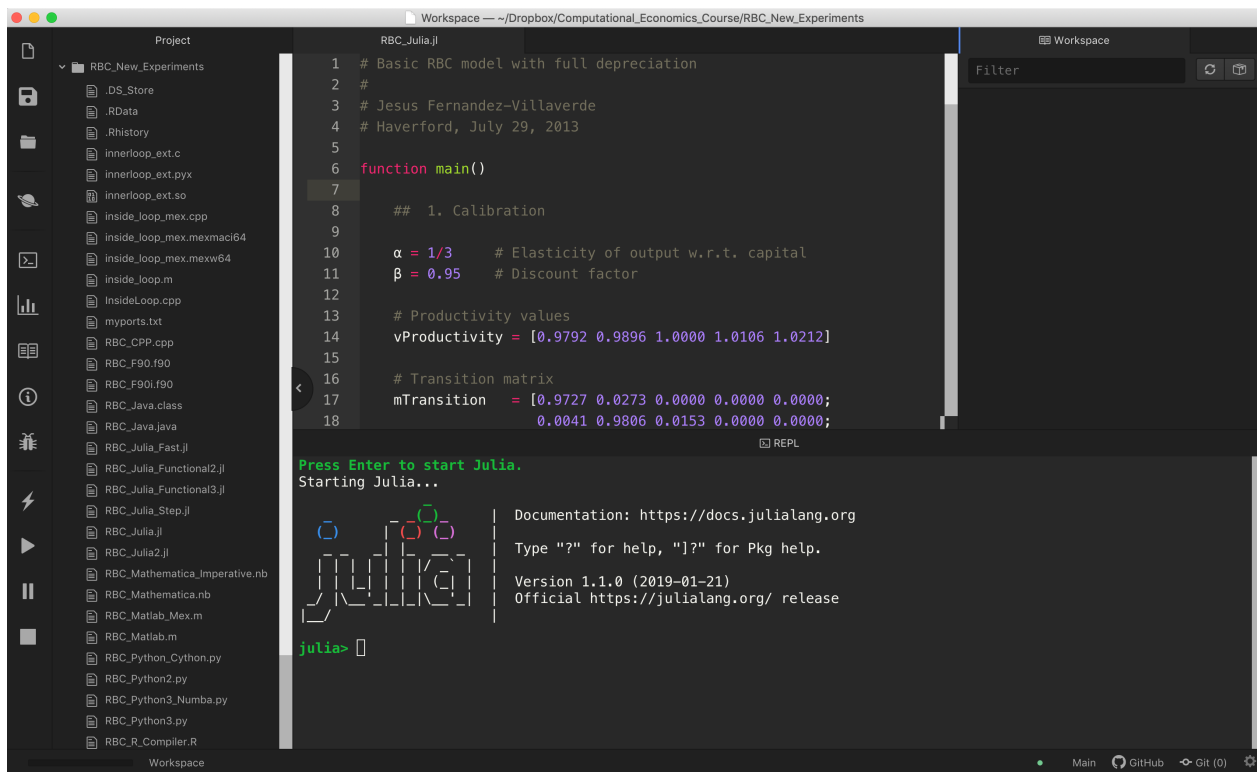 Workspace — ~/Dropbox/Computational_Economics_Course/RBC_New_Experiments
Project
RBC_New_Experiments
.DS_Store
.RData
.Rhistory
innerloop_ext.c
innerloop_ext.pyx
innerloop_ext.so
inside_loop_mex.cpp
inside_loop_mex.mexmaci64
inside_loop_mex.mexw64
inside_loop.m
InsideLoop.cpp
myports.txt
RBC_CPP.cpp
RBC_F90.f90
RBC_F90i.f90
RBC_Java.class
RBC_Java.java
RBC_Julia_Fast.jl
RBC_Julia_Functional2.jl
RBC_Julia_Functional3.jl
RBC_Julia_Step.jl
RBC_Julia.jl
RBC_Julia2.jl
RBC_Mathematica_Imperative.nb
RBC_Mathematica.nb
RBC_Matlab_Mex.m
RBC_Matlab.m
RBC_Python_Cython.py
RBC_Python2.py
RBC_Python3_Numba.py
RBC_Python3.py
RBC_R_Compiler.R
RBC_Julia.jl
1 # Basic RBC model with full depreciation
2 #
3 # Jesus Fernandez-Villaverde
4 # Haverford, July 29, 2013
5
6 function main()
7
8 ## 1. Calibration
9
10 α = 1/3 # Elasticity of output w.r.t. capital
11 β = 0.95 # Discount factor
12
13 # Productivity values
14 vProductivity = [0.9792 0.9896 1.0000 1.0106 1.0212]
15
16 # Transition matrix
17 mTransition = [0.9727 0.0273 0.0000 0.0000 0.0000;
18 0.0041 0.9806 0.0153 0.0000 0.0000;
Workspace
Filter
REPL
Press Enter to start Julia.
Starting Julia...
julia
Documentation: https://docs.julialang.org
Type "?" for help, "]?" for Pkg help.
Version 1.1.0 (2019-01-21)
Official https://julialang.org/ release
julia>
Workspace
Main GitHub Git (0)